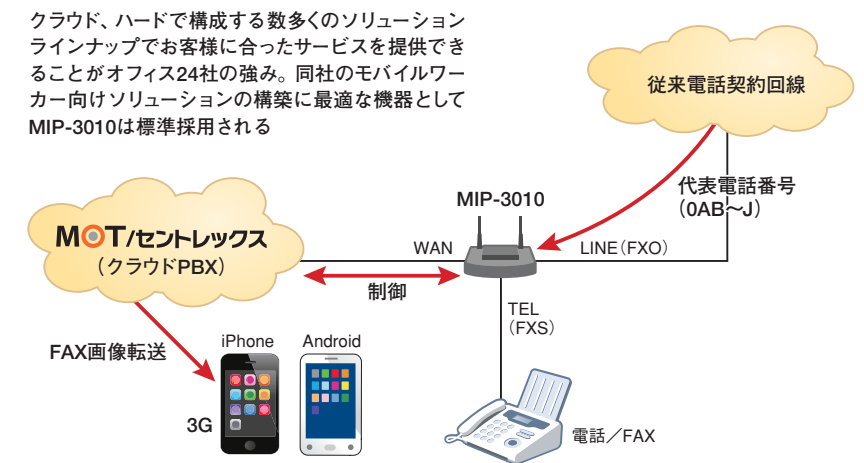 クラウド、ハードで構成する数多くのソリューション
ラインナップでお客様に合ったサービスを提供でき
ることがオフィス24社の強み。同社のモバイルワー
カー向けソリューションの構築に最適な機器として
MIP-3010は標準採用される
従来電話契約回線
代表電話番号
（0AB〜J）
MIP-3010
MOT/セントレックス
（クラウドPBX）
WAN
LINE（FXO）
制御
TEL
（FXS）
FAX画像転送
iPhone
Android
3G
電話／FAX